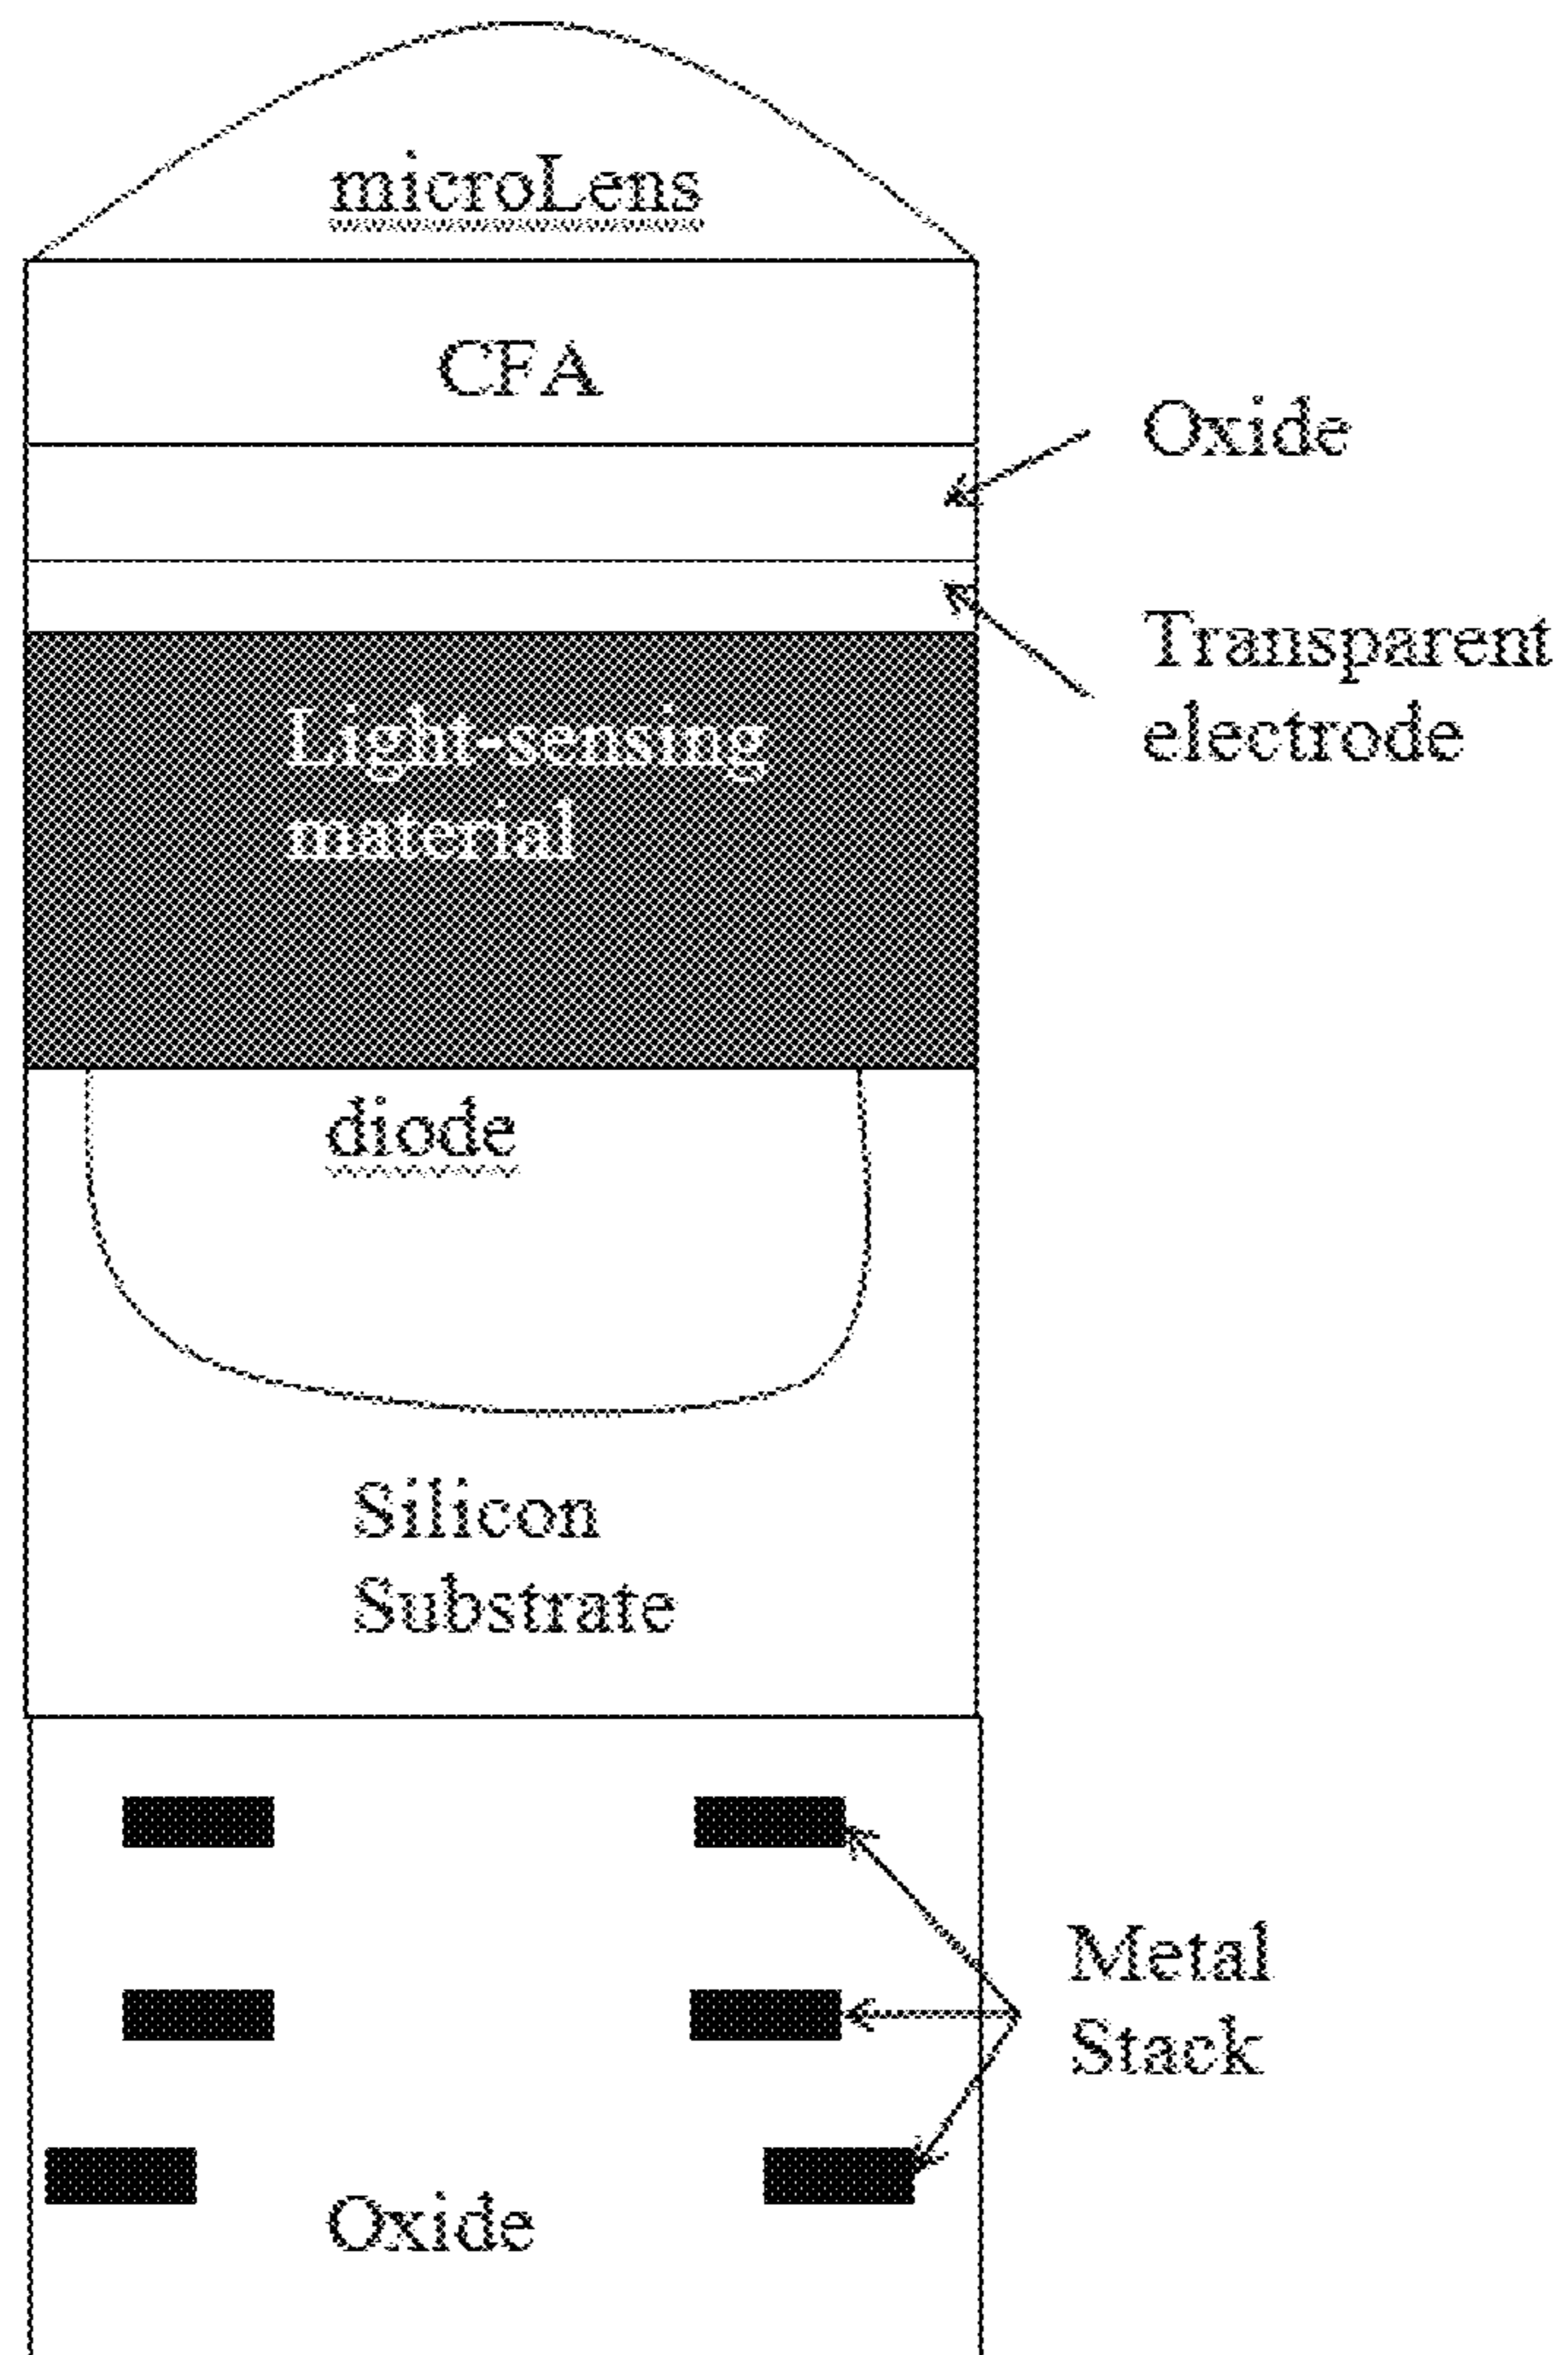 microLens
CFA
Oxide
Transparent
electrode
Light-sensing
material
diode
Silicon
Substrate
Metal
Stack
Oxide